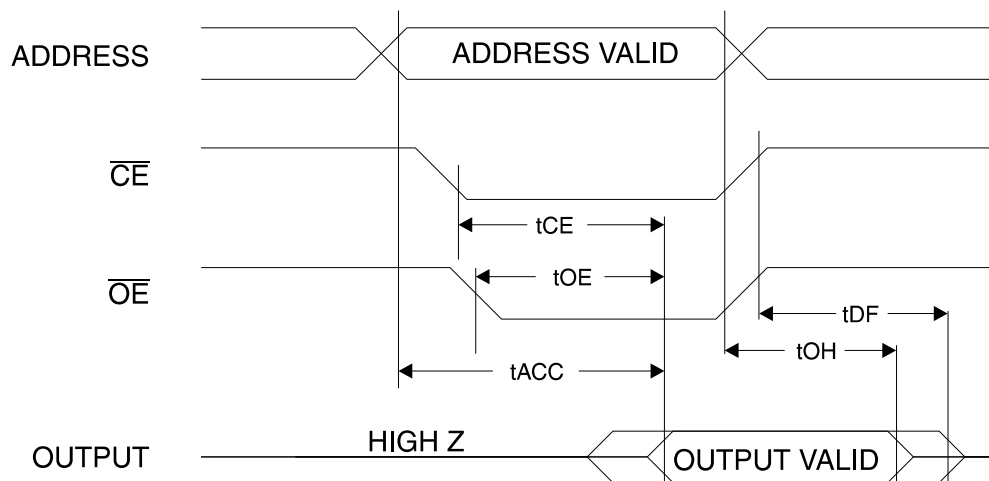 ADDRESS
ADDRESS VALID
CE
tCE
OE
tOE
tDF
tOH
tACC
HIGH Z
OUTPUT
OUTPUT VALID